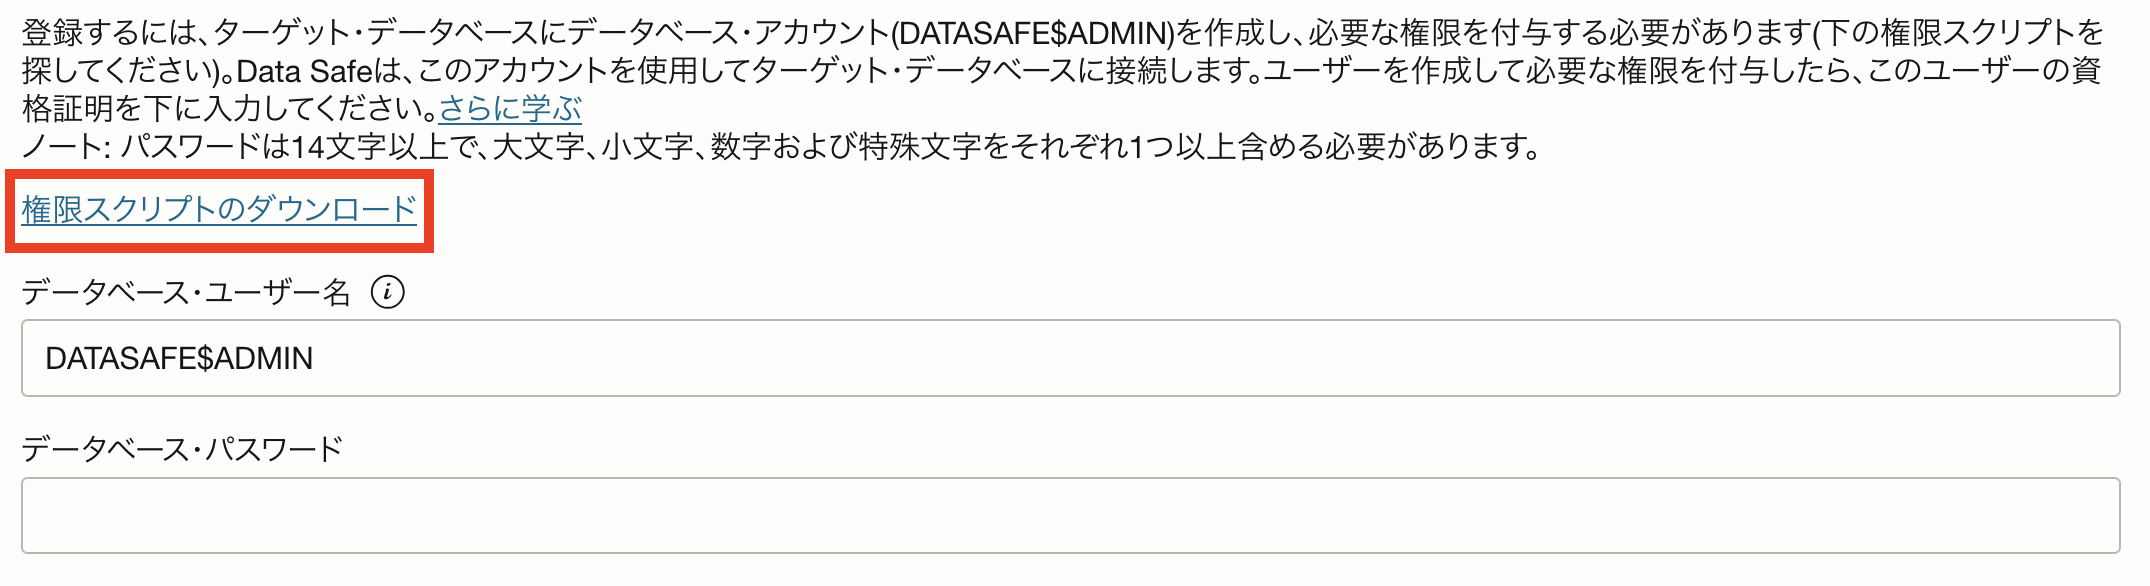 登録するには、ターゲット・データベースにデータベース・アカウント(DATASAFE$ADMIN)を作成し、必要な権限を付与する必要があります(下の権限スクリプトを
探してください)。Data Safeは、このアカウントを使用してターゲット・データベースに接続します。ユーザーを作成して必要な権限を付与したら、このユーザーの資
格証明を下に入力してください。さらに学ぶ
ノート: パスワードは14文字以上で、大文字、小文字、数字および特殊文字をそれぞれ1つ以上含める必要があります。
権限スクリプトのダウンロード
データベース・ユーザー名 i
DATASAFE$ADMIN
データベース・パスワード